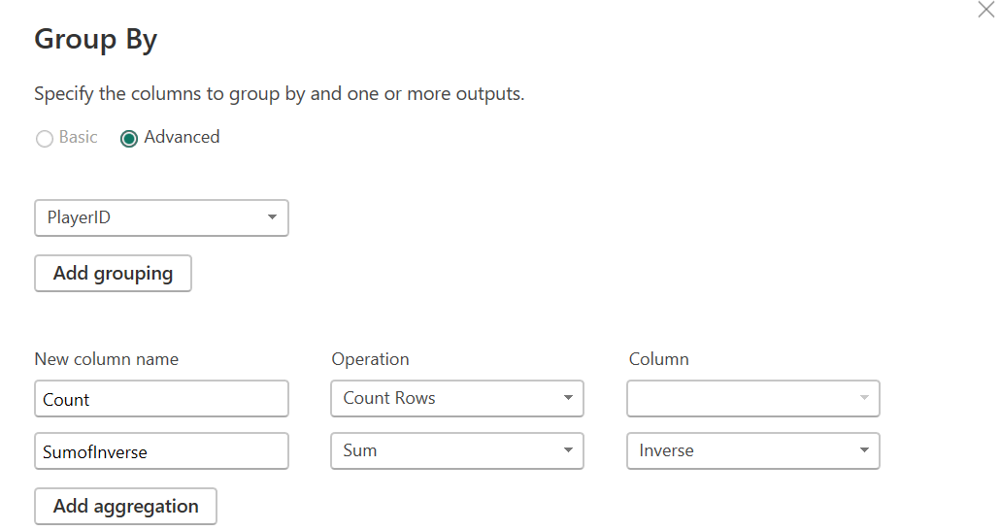 Group By
Specify the columns to group by and one or more outputs.
Basic Advanced
PlayerID
Add grouping
New column name Operation Column
Count Count Rows
SumofInverse Sum Inverse
Add aggregation